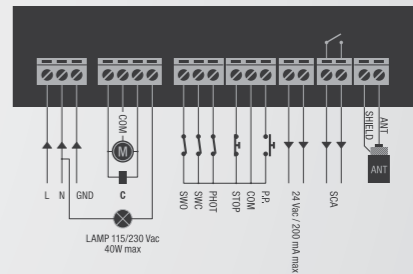 COM
M
L
N
GND
C
LAMP 115/230 Vac
40W max
SWO
SWC
PHOT
STOP
COM
P.P.
24 Vac / 200 mA max
SCA
SHIELD
ANT
ANT